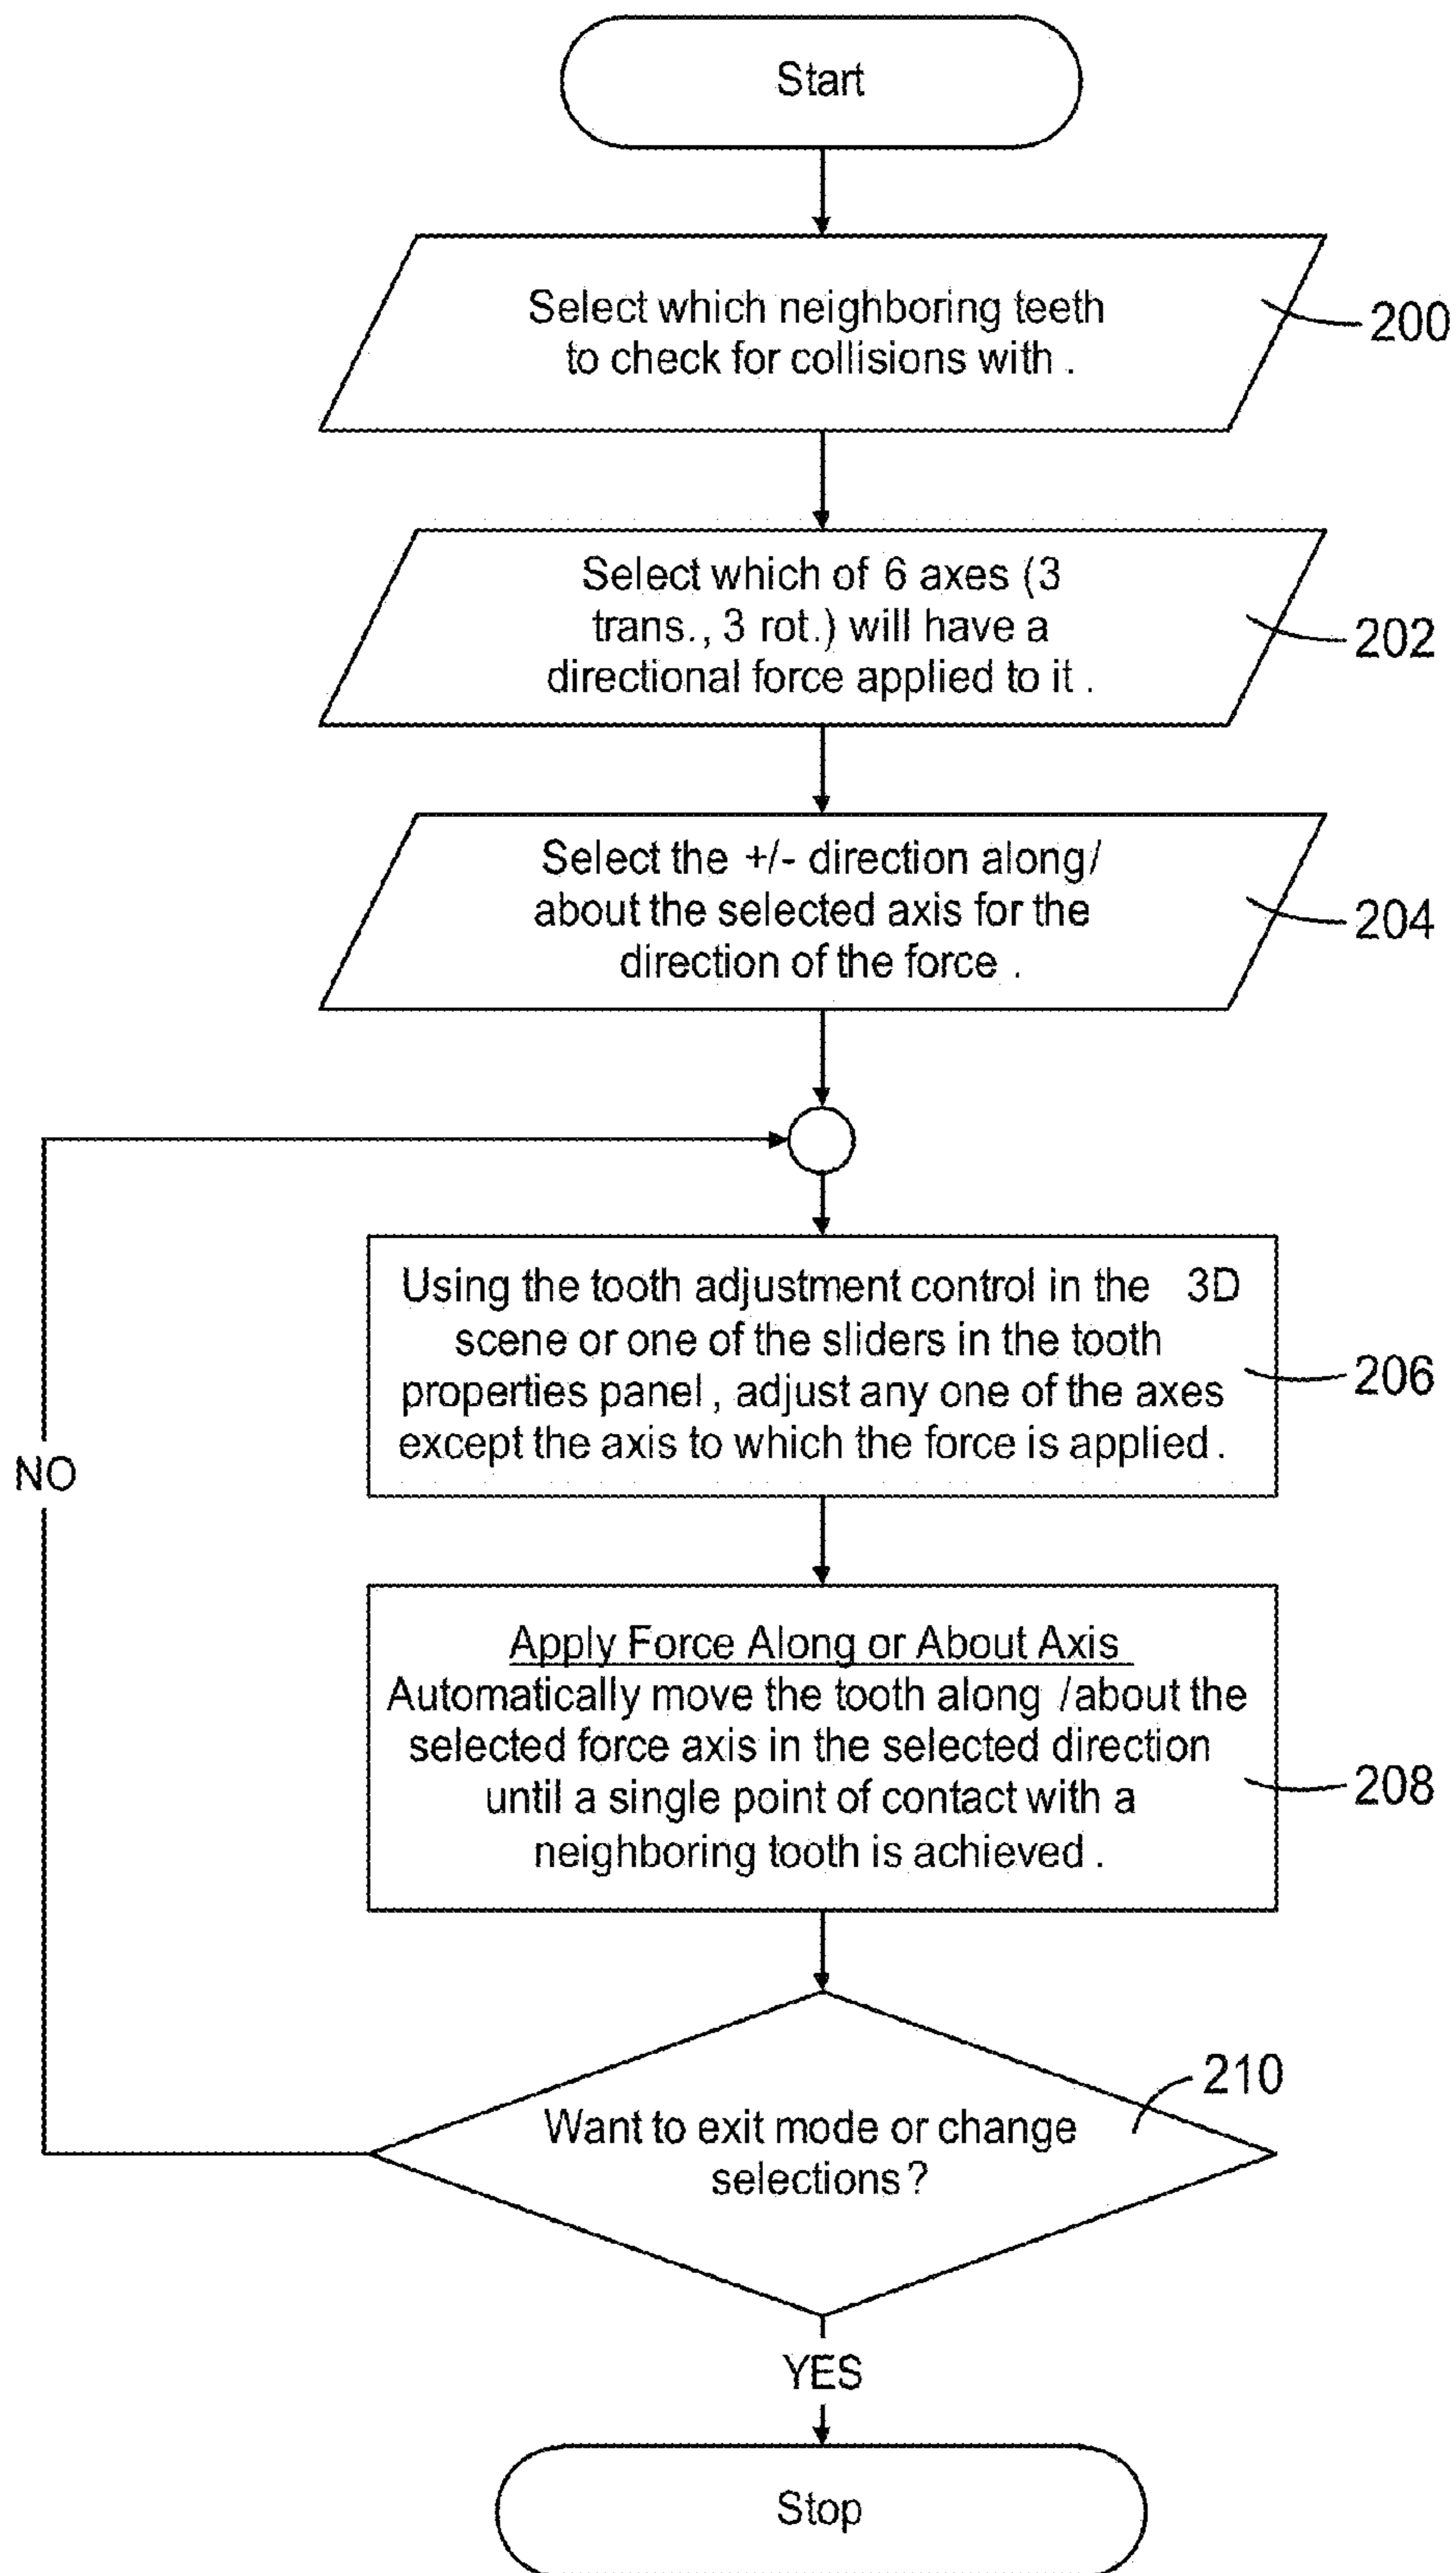 Start
Select which neighboring teeth
to check for collisions with .
200
Select which of 6 axes (3
trans., 3 rot.) will have a
directional force applied to it .
202
Select the +/- direction along/
about the selected axis for the
direction of the force .
204
Using the tooth adjustment control in the 3D
scene or one of the sliders in the tooth
properties panel , adjust any one of the axes
except the axis to which the force is applied .
206
NO
Apply Force Along or About Axis
Automatically move the tooth along /about the
selected force axis in the selected direction
until a single point of contact with a
neighboring tooth is achieved .
208
210
Want to exit mode or change
selections ?
YES
Stop